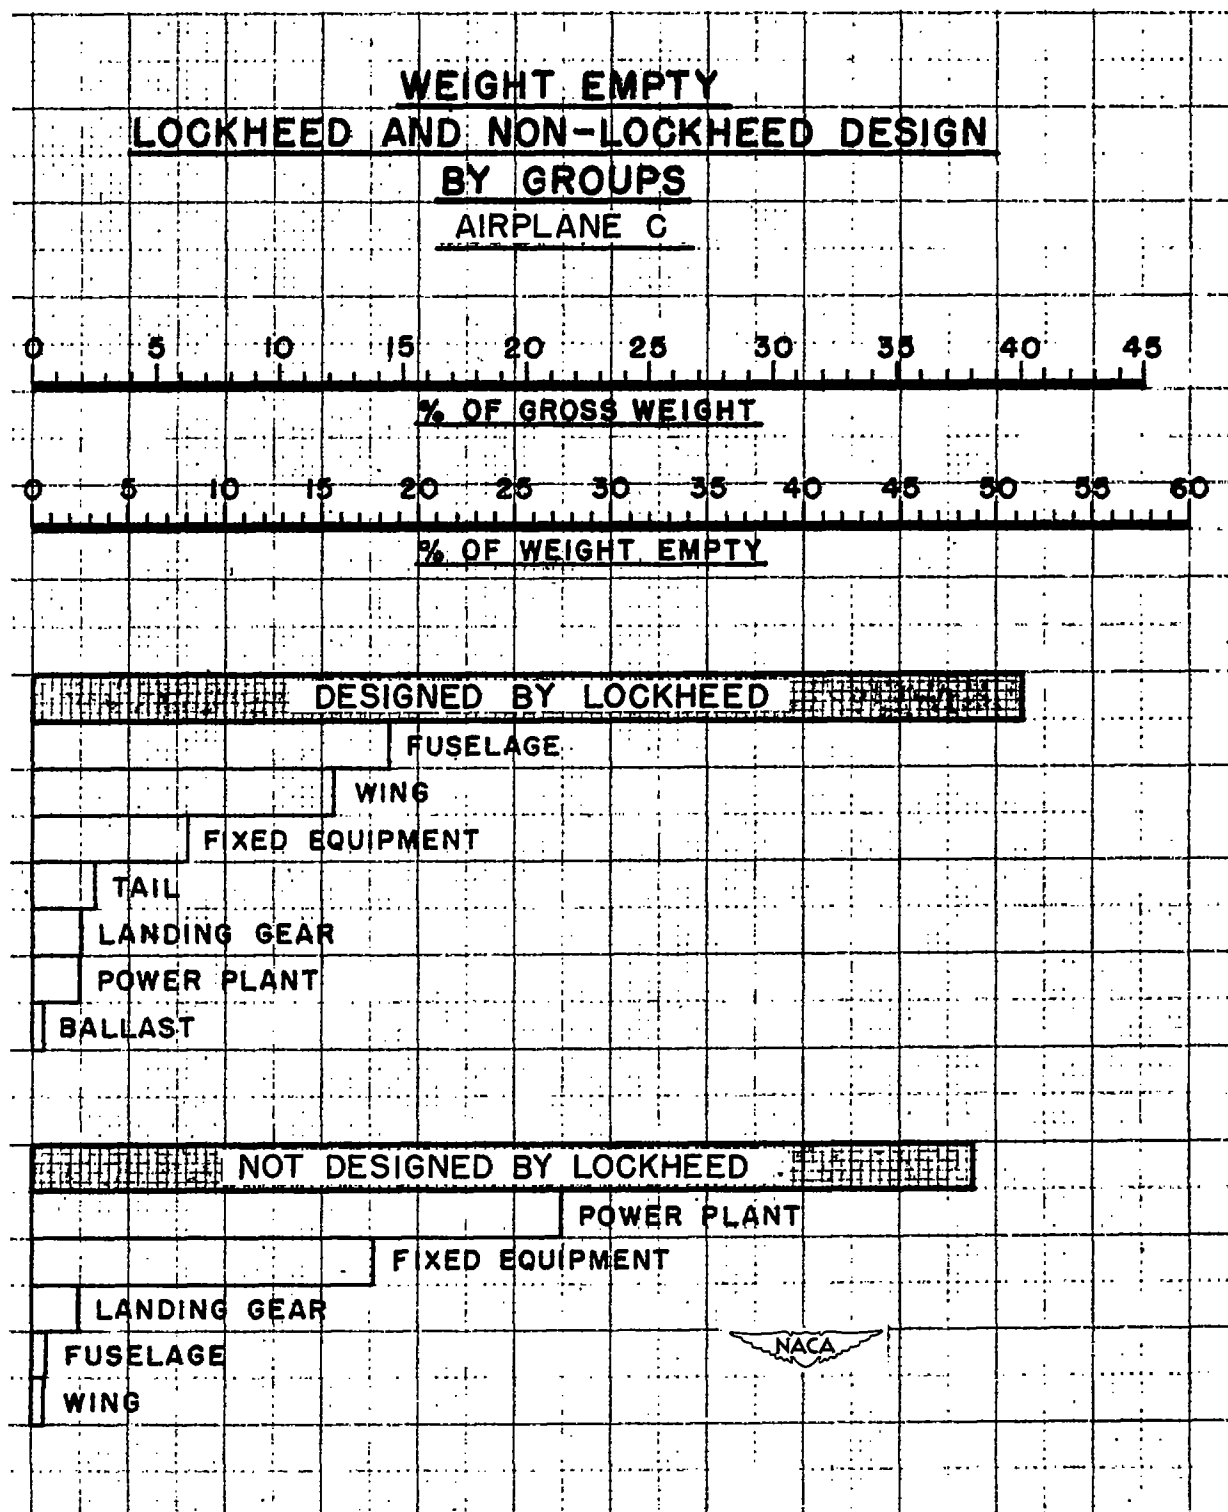 WEIGHT EMPTY
LOCKHEED AND NON-LOCKHEED DESIGN
BY GROUPS
AIRPLANE C
0 5 10 15 20 25 30 35 40 45
% OF GROSS WEIGHT
0 5 10 15 20 25 30 35 40 45 50 55 60
% OF WEIGHT EMPTY
DESIGNED BY LOCKHEED
FUSELAGE
WING
FIXED EQUIPMENT
TAIL
LANDING GEAR
POWER PLANT
BALLAST
NOT DESIGNED BY LOCKHEED
POWER PLANT
FIXED EQUIPMENT
LANDING GEAR
FUSELAGE
WING
NACA